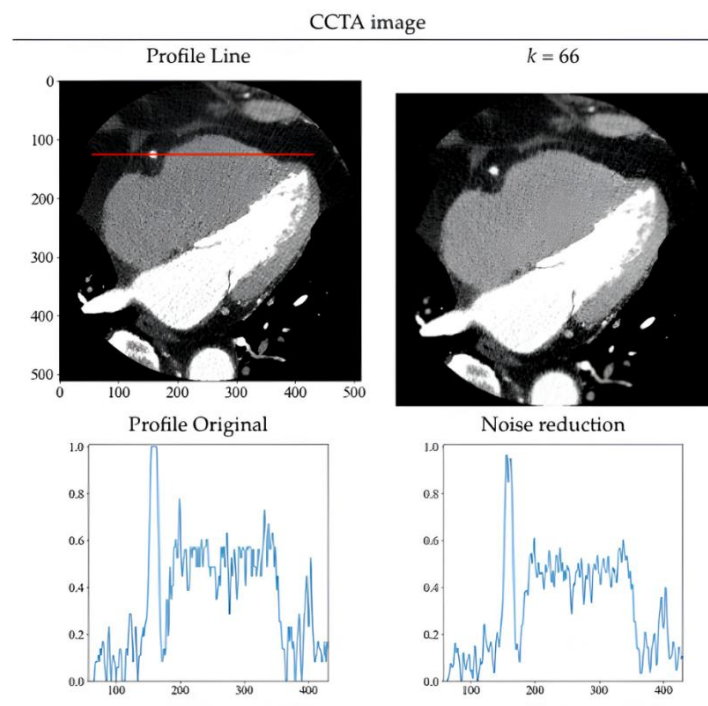 CCTA image
Profile Line
k = 66
0
100
200
300
400
500
0 100 200 300 400 500
Profile Original
Noise reduction
1.0
0.8
0.6
0.4
0.2
0.0
100 200 300 400
1.0
0.8
0.6
0.4
0.2
0.0
100 200 300 400